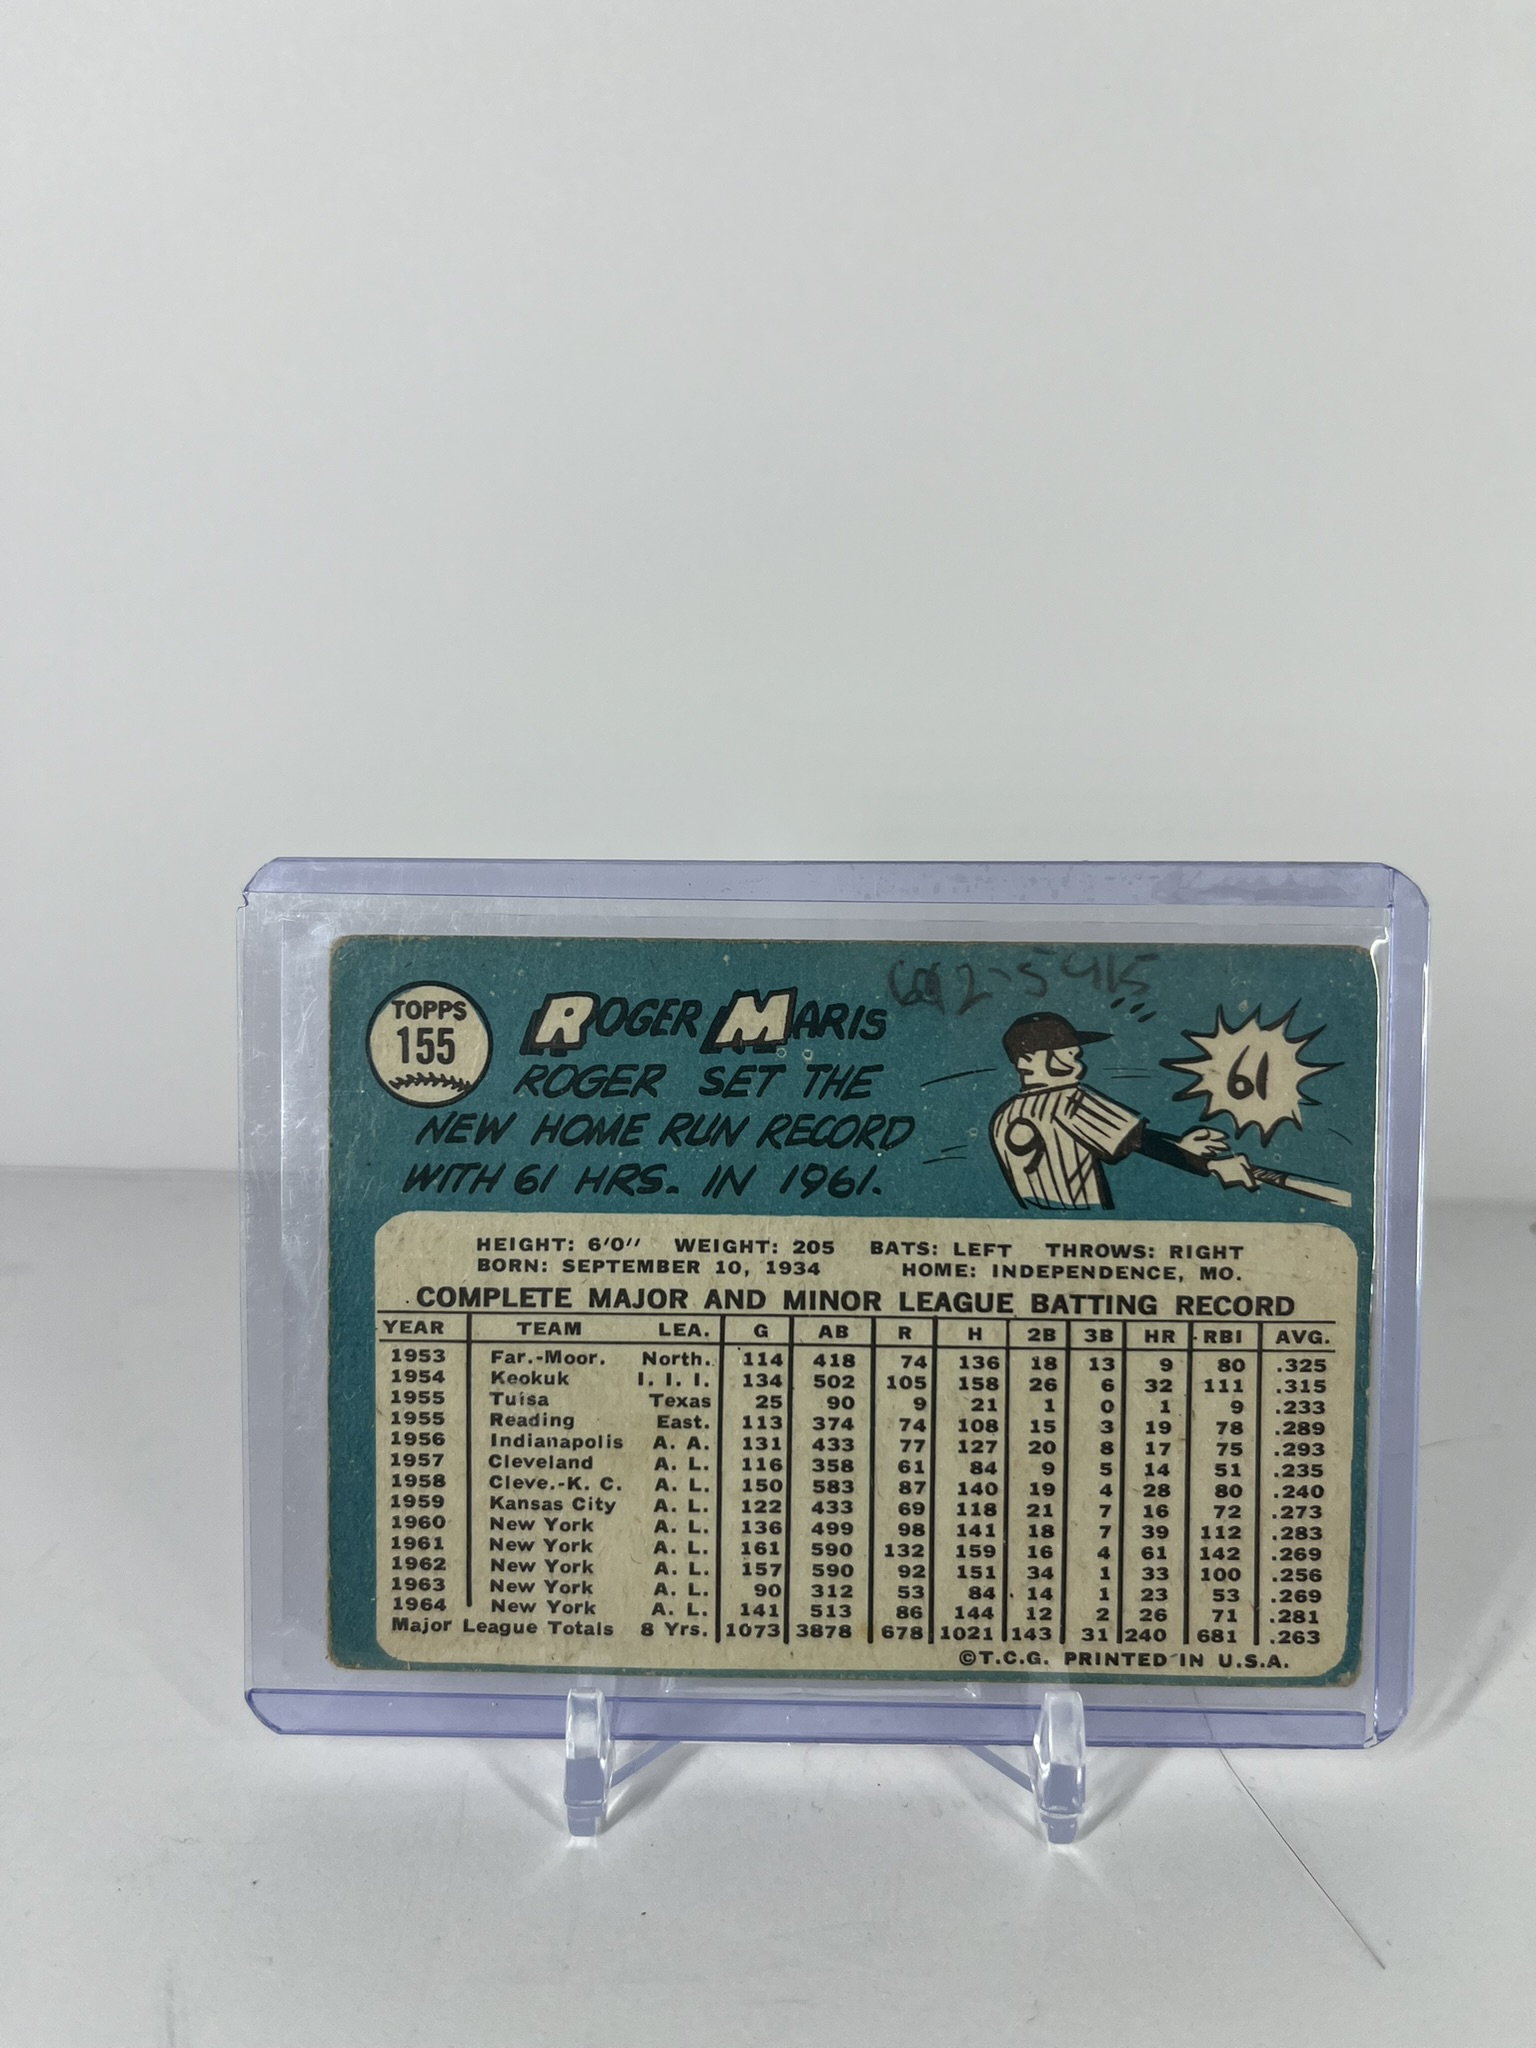 TOPPS
155
ROGER MARIS
ROGER SET THE
NEW HOME RUN RECORD
WITH 61 HRS. IN 1961.
9
61
HEIGHT: 6'0" WEIGHT: 205 BATS: LEFT THROWS: RIGHT
BORN: SEPTEMBER 10, 1934 HOME: INDEPENDENCE, MO.
COMPLETE MAJOR AND MINOR LEAGUE BATTING RECORD
YEAR TEAM LEA. G AB R H 2B 3B HR RBI AVG.
1953 Far.-Moor. North. 114 418 74 136 18 13 9 80 .325
1954 Keokuk I. I. I. 134 502 105 158 26 6 32 111 .315
1955 Tulsa Texas 25 90 9 21 1 0 1 9 .233
1955 Reading East. 113 374 74 108 15 3 19 78 .289
1956 Indianapolis A. A. 131 433 77 127 20 8 17 75 .293
1957 Cleveland A. L. 116 358 61 84 9 5 14 51 .235
1958 Cleve.-K. C. A. L. 150 583 87 140 19 4 28 80 .240
1959 Kansas City A. L. 122 433 69 118 21 7 16 72 .273
1960 New York A. L. 136 499 98 141 18 7 39 112 .283
1961 New York A. L. 161 590 132 159 16 4 61 142 .269
1962 New York A. L. 157 590 92 151 34 1 33 100 .256
1963 New York A. L. 90 312 53 84 14 1 23 53 .269
1964 New York A. L. 141 513 86 144 12 2 26 71 .281
Major League Totals 8 Yrs. 1073 3878 678 1021 143 31 240 681 .263
©T.C.G. PRINTED IN U.S.A.